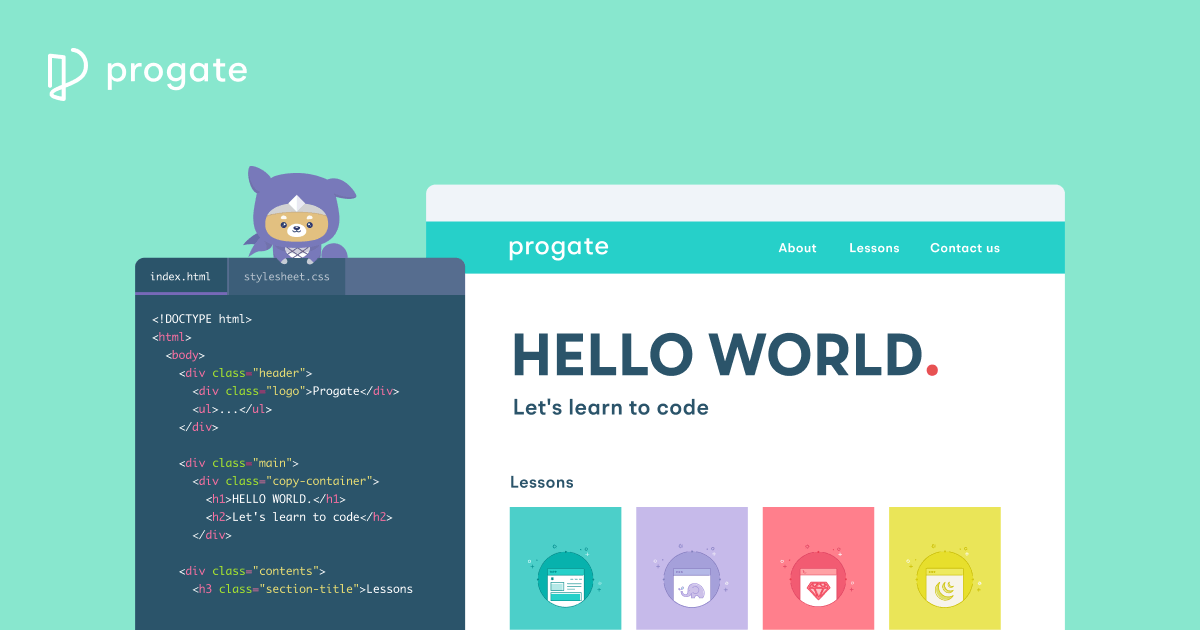 progate
index.html stylesheet.css
<!DOCTYPE html>
<html>
<body>
<div class="header">
<div class="logo">Progate</div>
<ul>...</ul>
</div>
<div class="main">
<div class="copy-container">
<h1>HELLO WORLD.</h1>
<h2>Let's learn to code</h2>
</div>
<div class="contents">
<h3 class="section-title">Lessons
progate About Lessons Contact us
HELLO WORLD.
Let's learn to code
Lessons